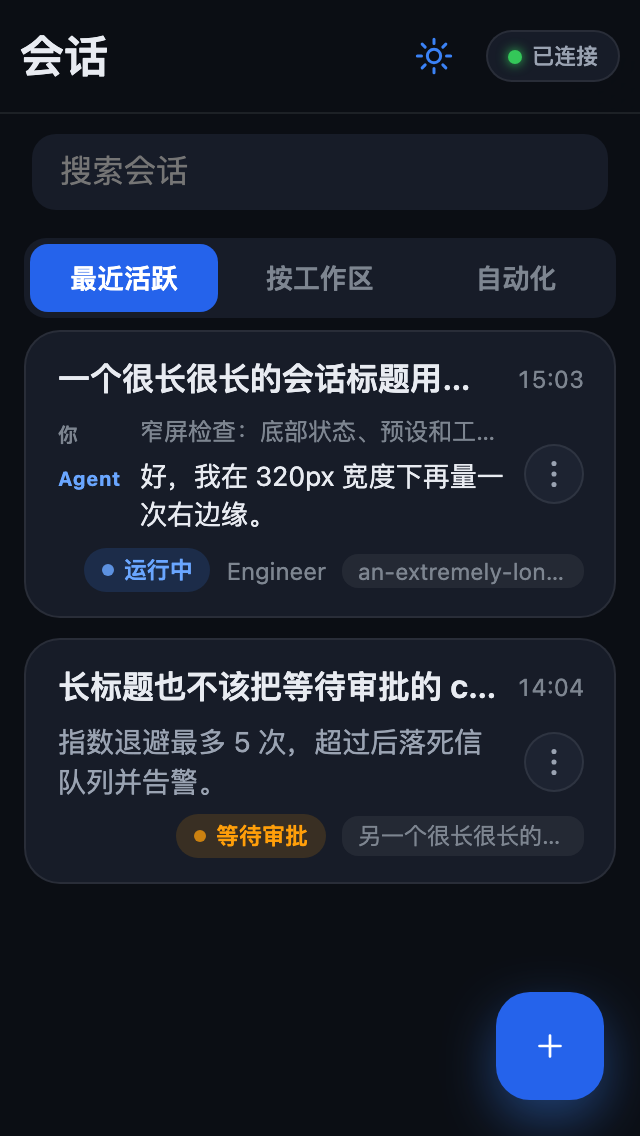 会话
已连接
搜索会话
最近活跃
按工作区
自动化
一个很长很长的会话标题用...
15:03
你
窄屏检查：底部状态、预设和工...
Agent
好，我在 320px 宽度下再量一
次右边缘。
运行中
Engineer
an-extremely-lon...
长标题也不该把等待审批的 c...
14:04
指数退避最多 5 次，超过后落死信
队列并告警。
等待审批
另一个很长很长的...